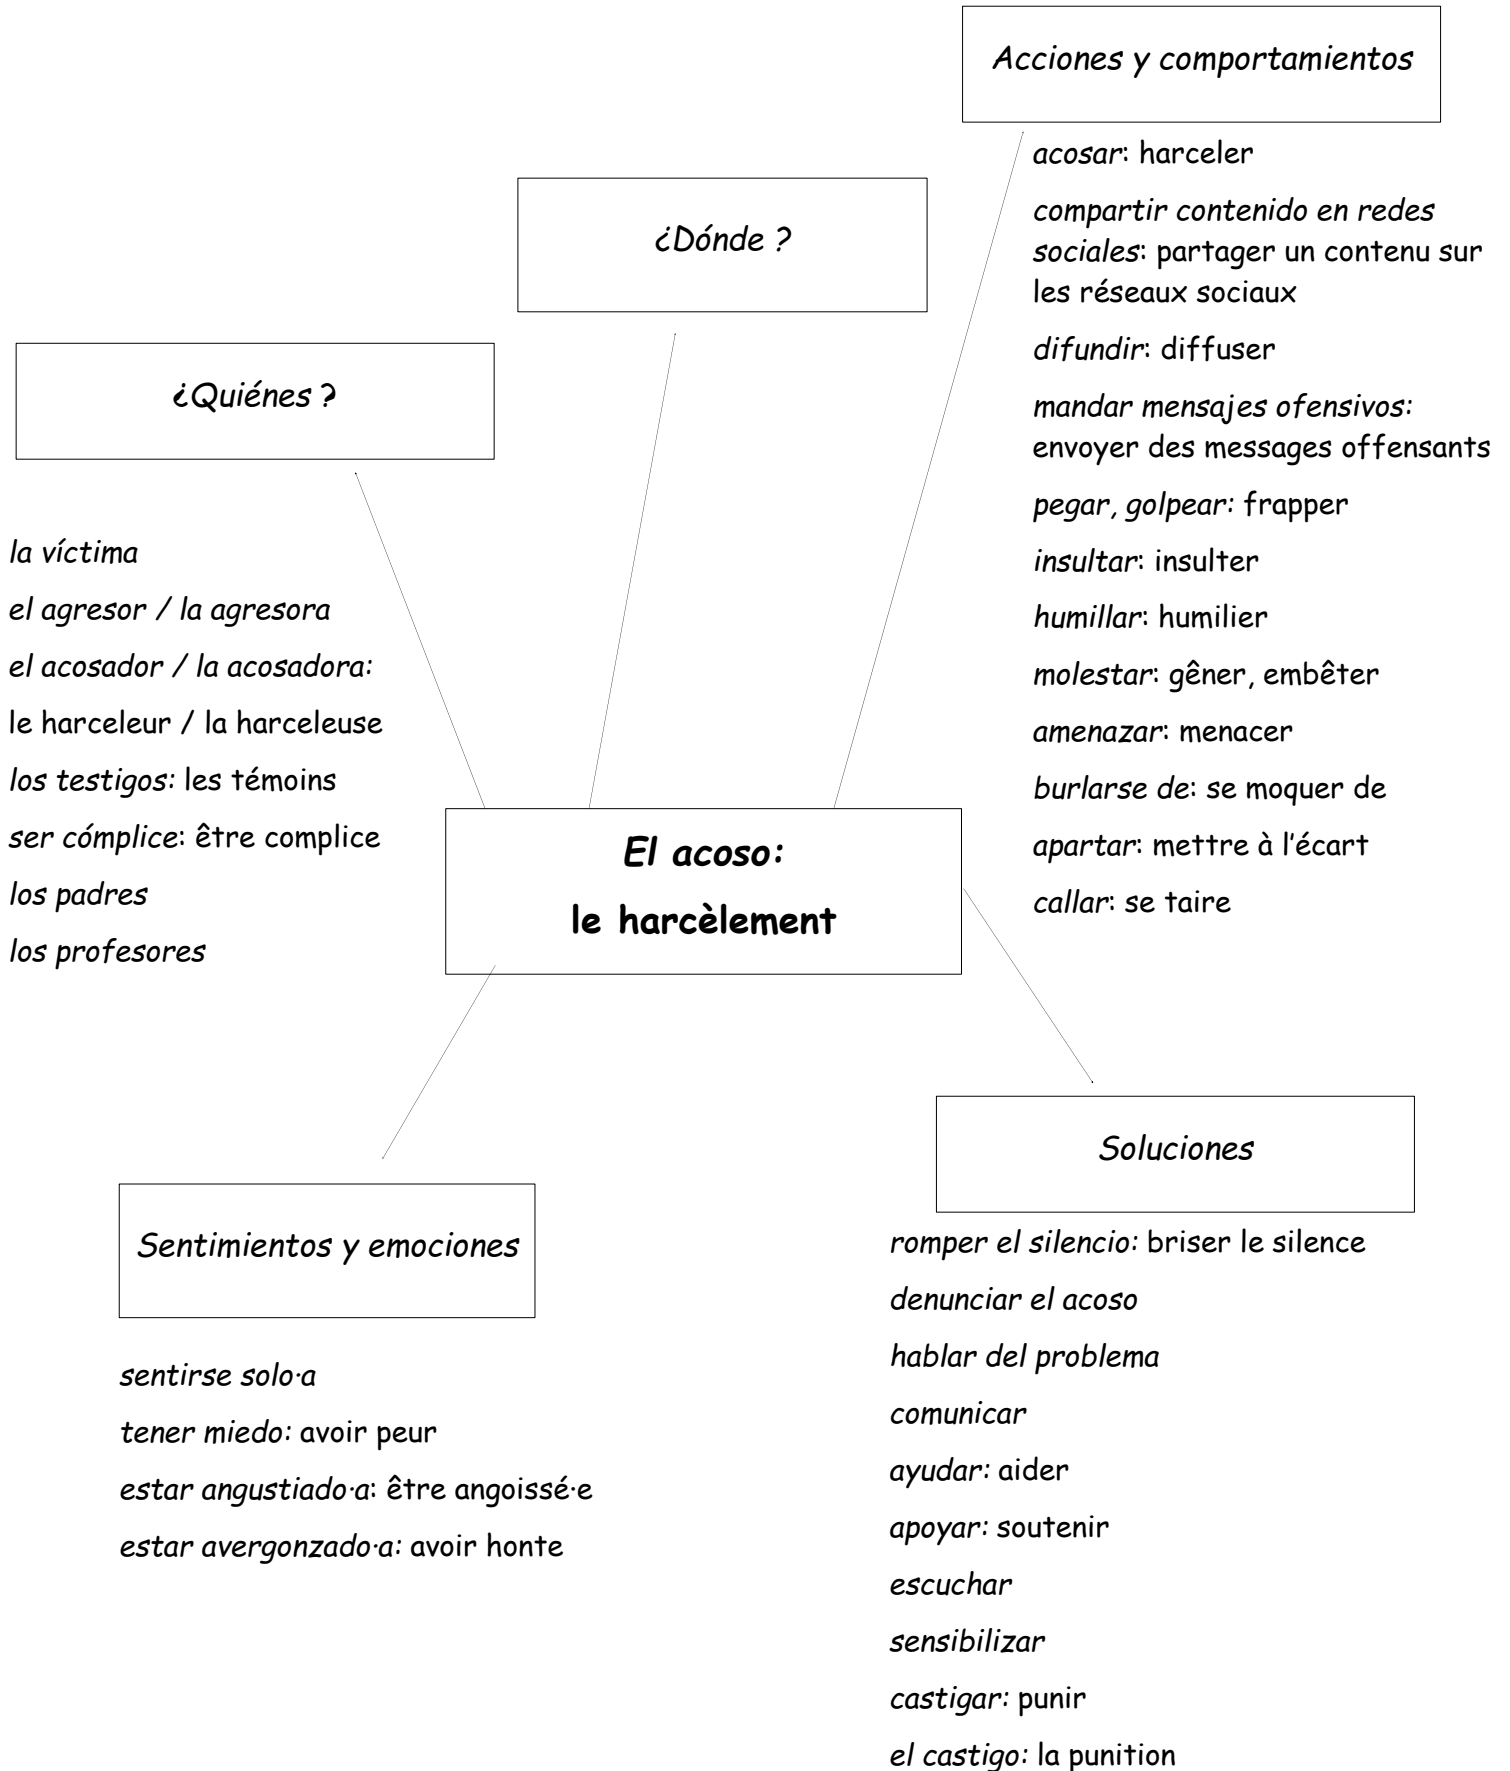 Acciones y comportamientos
acosar: harceler
compartir contenido en redes
sociales: partager un contenu sur
les réseaux sociaux
difundir: diffuser
mandar mensajes ofensivos:
envoyer des messages offensants
pegar, golpear: frapper
insultar: insulter
humillar: humilier
molestar: gêner, embêter
amenazar: menacer
burlarse de: se moquer de
apartar: mettre à l'écart
callar: se taire
¿Dónde ?
¿Quiénes ?
la víctima
el agresor / la agresora
el acosador / la acosadora:
le harceleur / la harceleuse
los testigos: les témoins
ser cómplice: être complice
los padres
los profesores
El acoso:
le harcèlement
Sentimientos y emociones
sentirse solo·a
tener miedo: avoir peur
estar angustiado·a: être angoissé·e
estar avergonzado·a: avoir honte
Soluciones
romper el silencio: briser le silence
denunciar el acoso
hablar del problema
comunicar
ayudar: aider
apoyar: soutenir
escuchar
sensibilizar
castigar: punir
el castigo: la punition